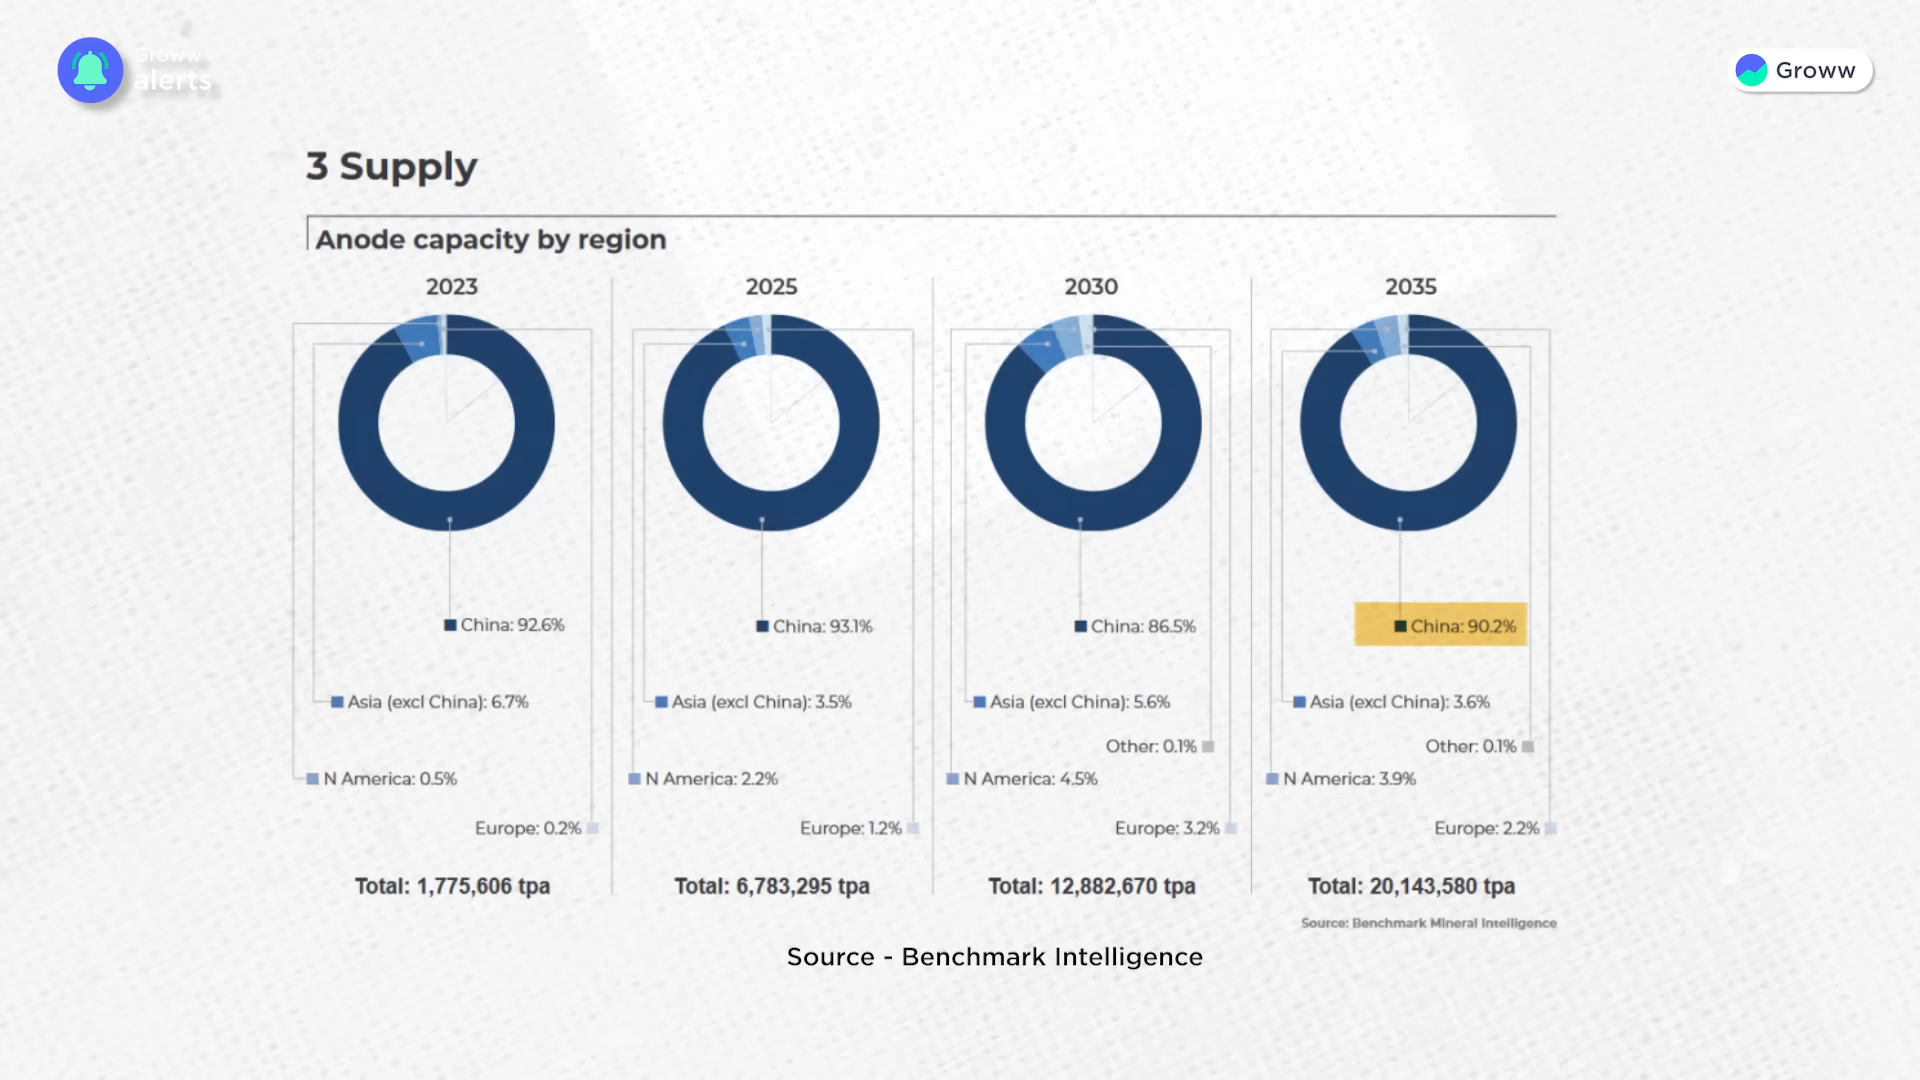 Groww
alerts
Groww
3 Supply
Anode capacity by region
2023
China: 92.6%
Asia (excl China): 6.7%
N America: 0.5%
Europe: 0.2%
Total: 1,775,606 tpa
2025
China: 93.1%
Asia (excl China): 3.5%
N America: 2.2%
Europe: 1.2%
Total: 6,783,295 tpa
2030
China: 86.5%
Asia (excl China): 5.6%
Other: 0.1%
N America: 4.5%
Europe: 3.2%
Total: 12,882,670 tpa
2035
China: 90.2%
Asia (excl China): 3.6%
Other: 0.1%
N America: 3.9%
Europe: 2.2%
Total: 20,143,580 tpa
Source: Benchmark Mineral Intelligence
Source - Benchmark Intelligence